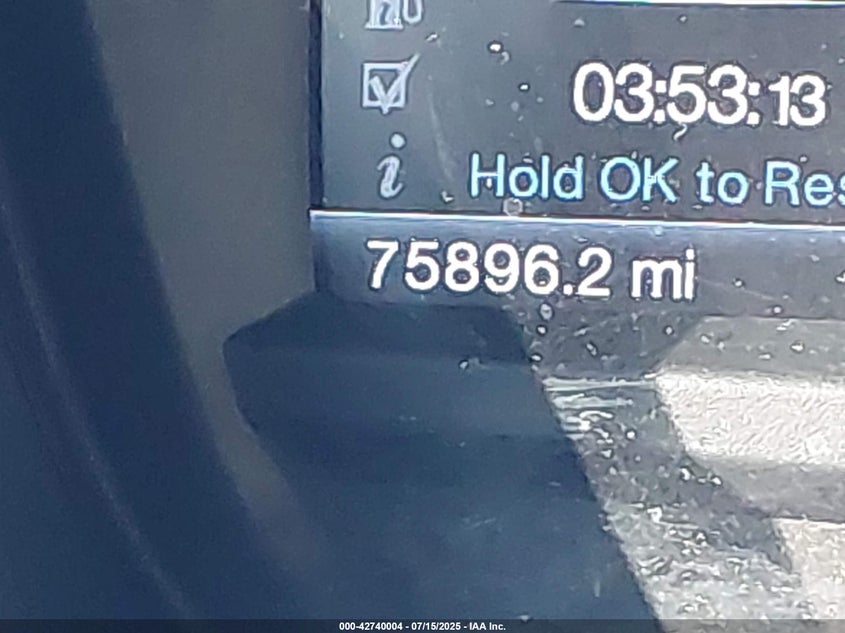 03:53:13
Hold OK to Res
75896.2 mi
000-42740004 - 07/15/2025 - IAA Inc.